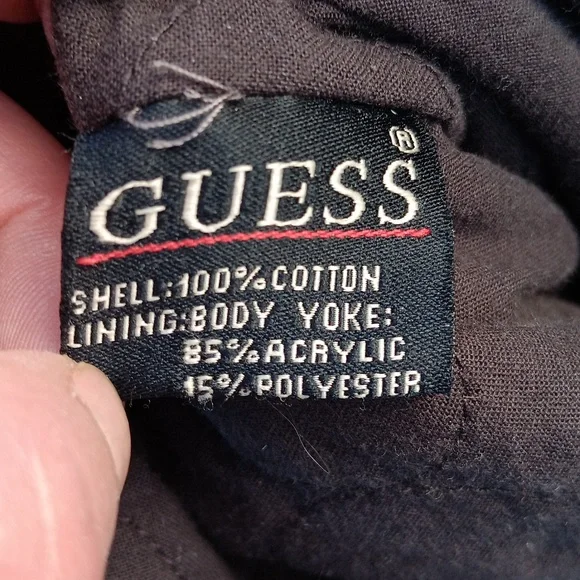 GUESS®
SHELL:100%COTTON
LINING:BODY YOKE:
85%ACRYLIC
15%POLYESTER